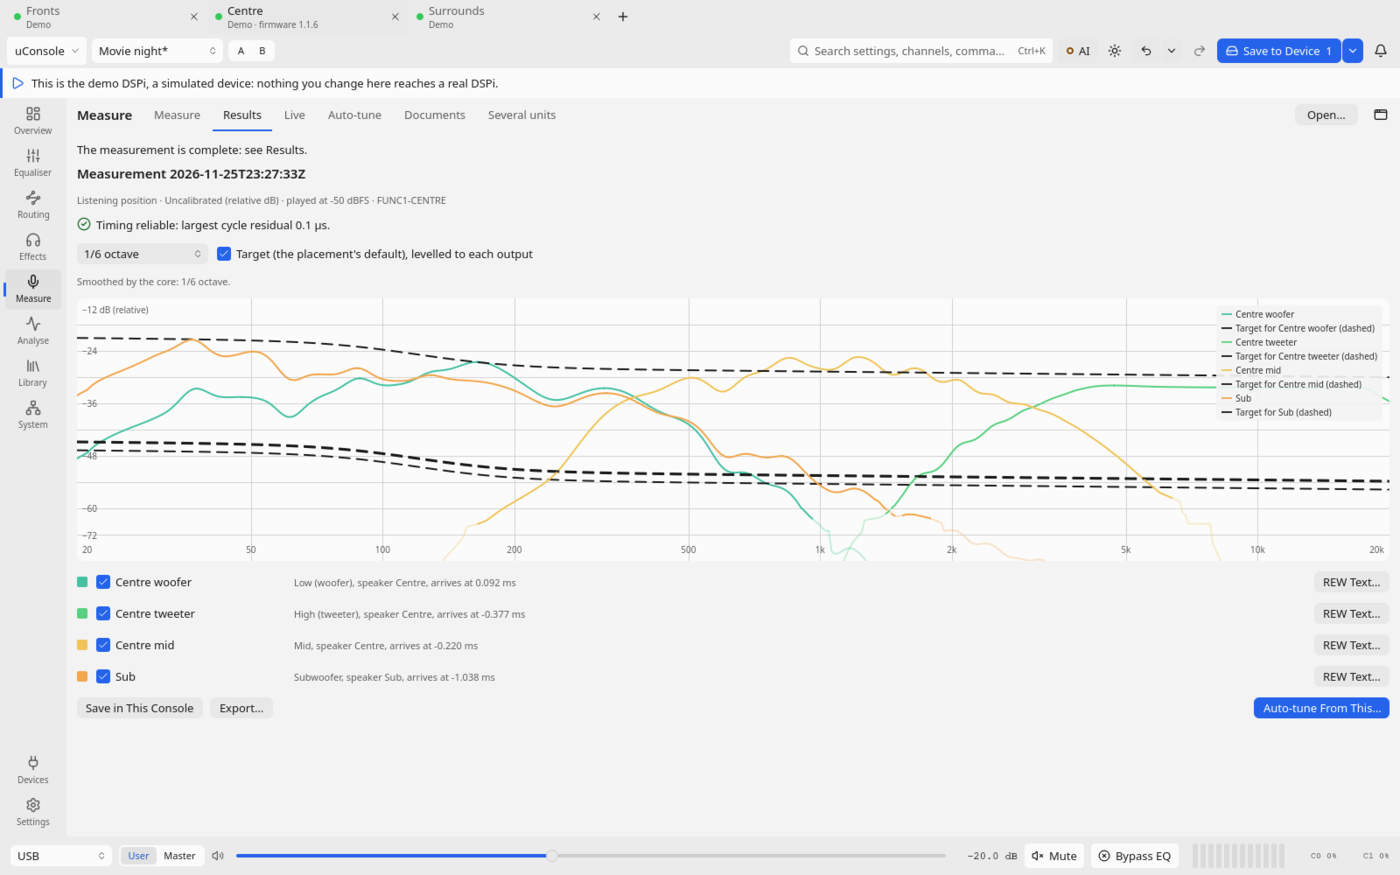 Fronts
Demo
Centre
Demo · firmware 1.1.6
Surrounds
Demo
uConsole
Movie night*
A B
Search settings, channels, comma... Ctrl+K
AI
Save to Device 1
This is the demo DSPi, a simulated device: nothing you change here reaches a real DSPi.
Overview
Equaliser
Routing
Effects
Measure
Analyse
Library
System
Devices
Settings
Measure Measure Results Live Auto-tune Documents Several units Open...
The measurement is complete: see Results.
Measurement 2026-11-25T23:27:33Z
Listening position · Uncalibrated (relative dB) · played at -50 dBFS · FUNC1-CENTRE
Timing reliable: largest cycle residual 0.1 µs.
1/6 octave Target (the placement's default), levelled to each output
Smoothed by the core: 1/6 octave.
−12 dB (relative)
−24
−36
−48
−60
−72
20 50 100 200 500 1k 2k 5k 10k 20k
Centre woofer
Target for Centre woofer (dashed)
Centre tweeter
Target for Centre tweeter (dashed)
Centre mid
Target for Centre mid (dashed)
Sub
Target for Sub (dashed)
Centre woofer Low (woofer), speaker Centre, arrives at 0.092 ms REW Text...
Centre tweeter High (tweeter), speaker Centre, arrives at -0.377 ms REW Text...
Centre mid Mid, speaker Centre, arrives at -0.220 ms REW Text...
Sub Subwoofer, speaker Sub, arrives at -1.038 ms REW Text...
Save in This Console Export... Auto-tune From This...
USB User Master −20.0 dB Mute Bypass EQ C0 0% C1 0%